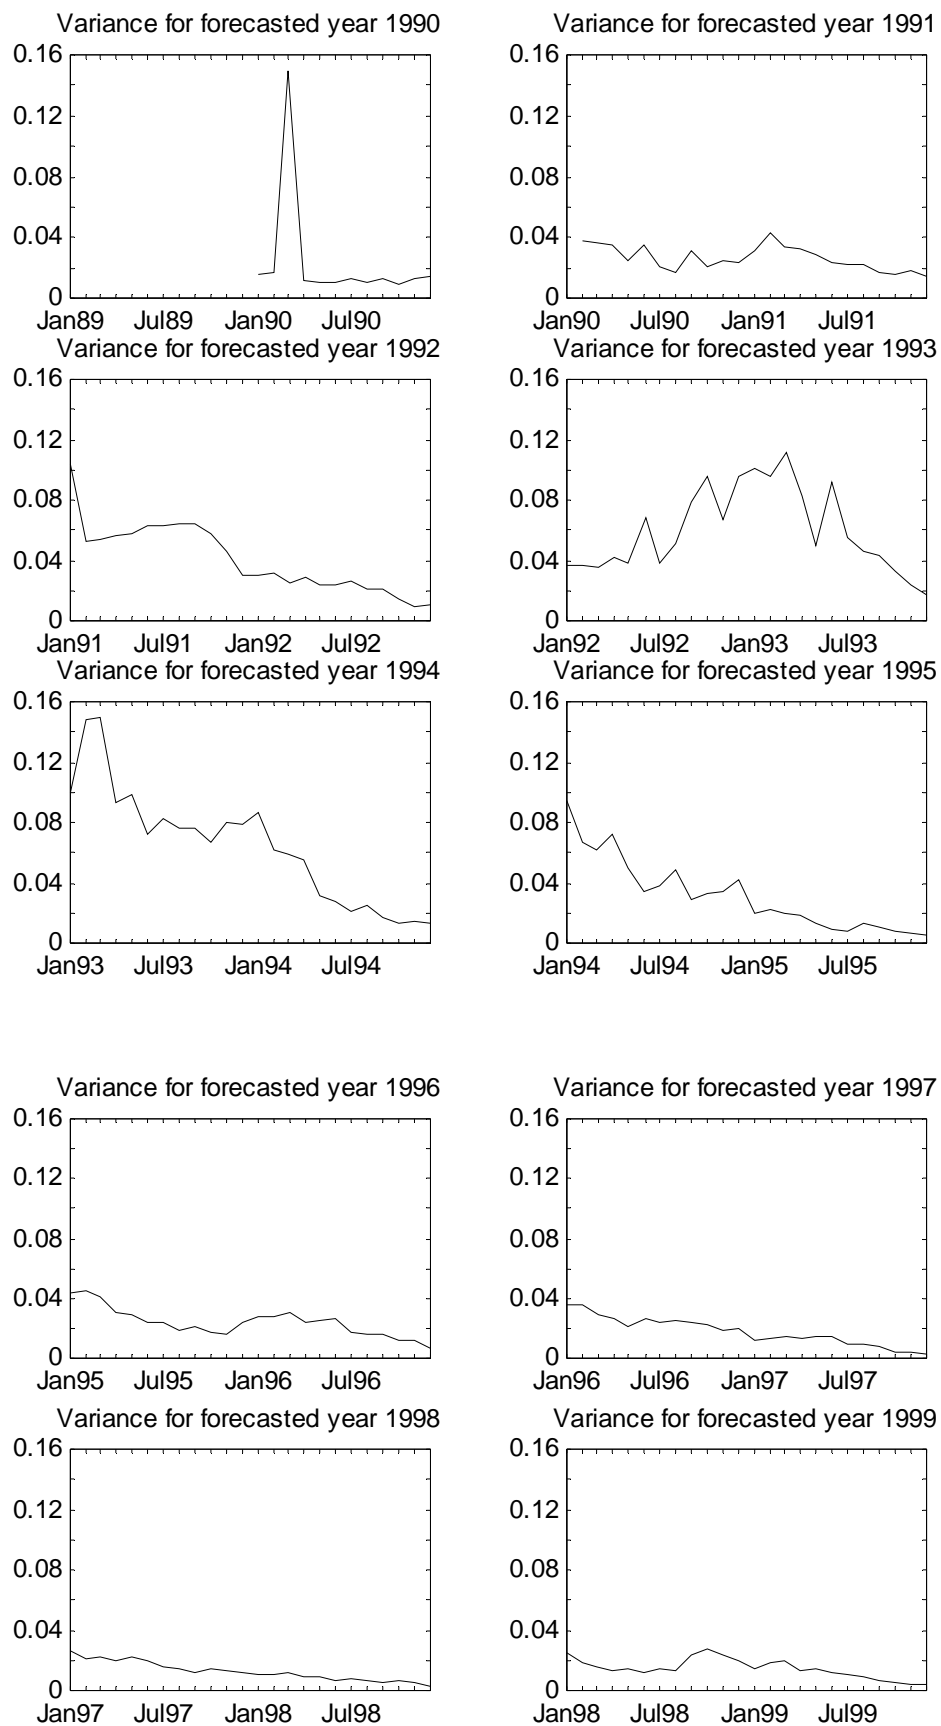 Variance for forecasted year 1990
0.16
0.12
0.08
0.04
0
Jan89 Jul89 Jan90 Jul90
Variance for forecasted year 1991
0.16
0.12
0.08
0.04
0
Jan90 Jul90 Jan91 Jul91
Variance for forecasted year 1992
0.16
0.12
0.08
0.04
0
Jan91 Jul91 Jan92 Jul92
Variance for forecasted year 1993
0.16
0.12
0.08
0.04
0
Jan92 Jul92 Jan93 Jul93
Variance for forecasted year 1994
0.16
0.12
0.08
0.04
0
Jan93 Jul93 Jan94 Jul94
Variance for forecasted year 1995
0.16
0.12
0.08
0.04
0
Jan94 Jul94 Jan95 Jul95
Variance for forecasted year 1996
0.16
0.12
0.08
0.04
0
Jan95 Jul95 Jan96 Jul96
Variance for forecasted year 1997
0.16
0.12
0.08
0.04
0
Jan96 Jul96 Jan97 Jul97
Variance for forecasted year 1998
0.16
0.12
0.08
0.04
0
Jan97 Jul97 Jan98 Jul98
Variance for forecasted year 1999
0.16
0.12
0.08
0.04
0
Jan98 Jul98 Jan99 Jul99